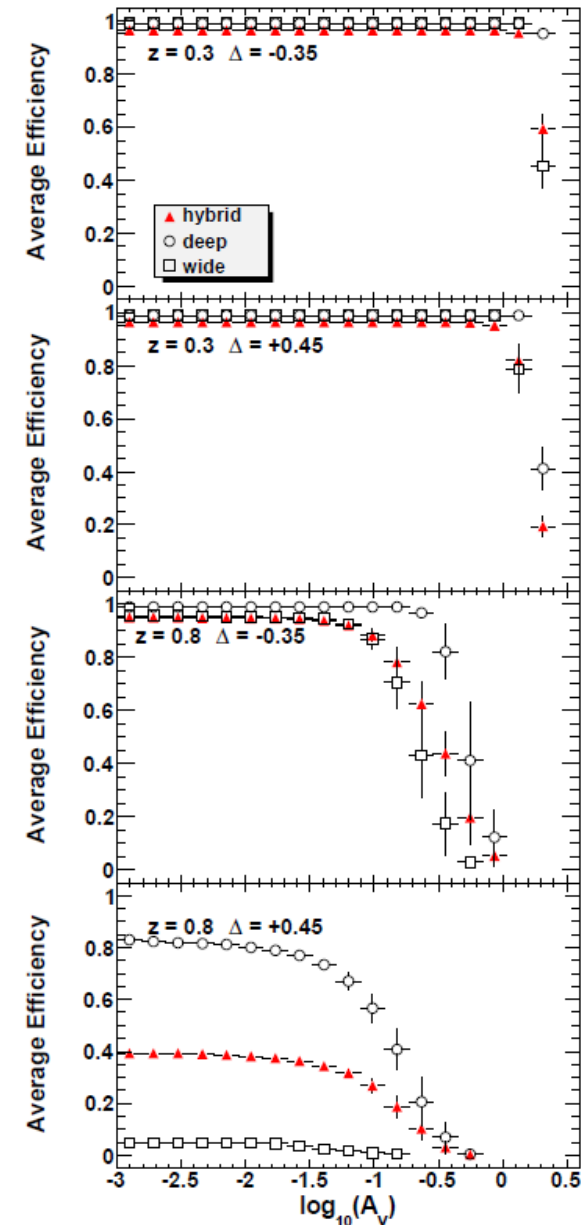 Average Efficiency
1
0.8
0.6
0.4
0.2
0
z = 0.3 Δ = -0.35
hybrid
deep
wide
Average Efficiency
1
0.8
0.6
0.4
0.2
0
z = 0.3 Δ = +0.45
Average Efficiency
1
0.8
0.6
0.4
0.2
0
z = 0.8 Δ = -0.35
Average Efficiency
1
0.8
0.6
0.4
0.2
0
z = 0.8 Δ = +0.45
-3 -2.5 -2 -1.5 -1.0 -0.5 0.0 0.5
log₁₀(Aᵥ)